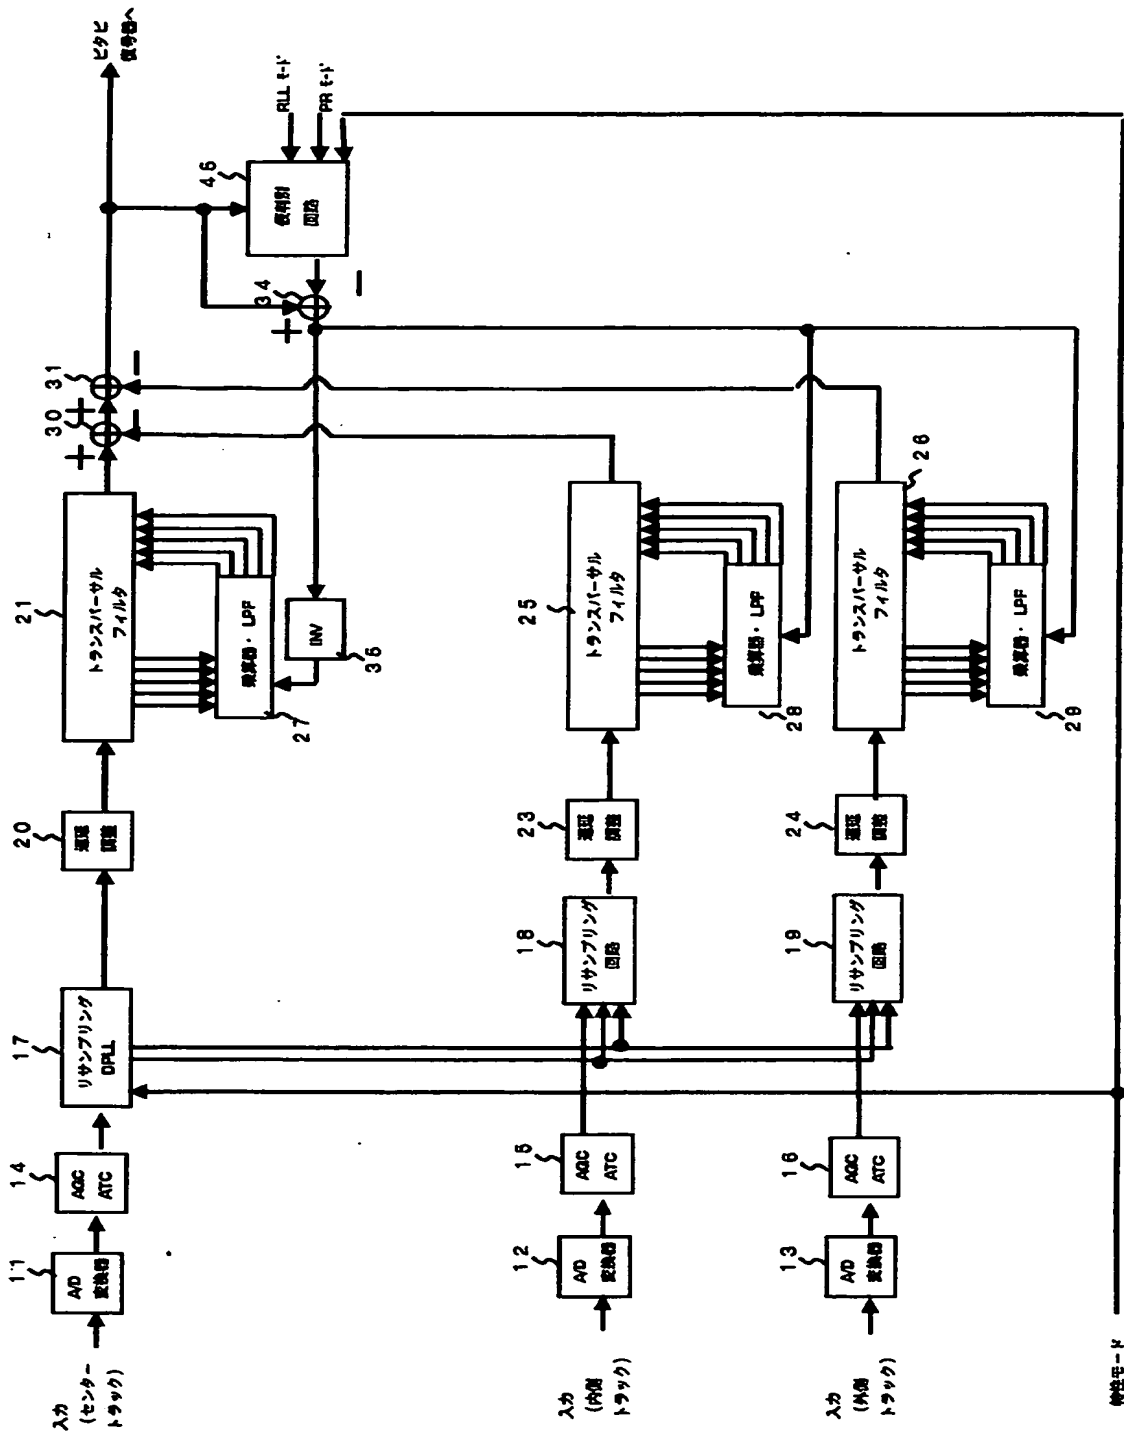 入力
(センター
トラック)
11
A/D
変換器
14
AGC
ATC
17
リサンプリング
DPLL
20
遅延
調整
21
トランスバーサル
フィルタ
27
乗算器・LPF
INV
35
30
+
-
31
+
-
ビタビ
復号器へ
46
仮判別
回路
RLL モード
PR モード
34
+
-
入力
(内側
トラック)
12
A/D
変換器
15
AGC
ATC
18
リサンプリング
回路
23
遅延
調整
25
トランスバーサル
フィルタ
28
乗算器・LPF
入力
(外側
トラック)
13
A/D
変換器
16
AGC
ATC
19
リサンプリング
回路
24
遅延
調整
26
トランスバーサル
フィルタ
29
乗算器・LPF
特性モード